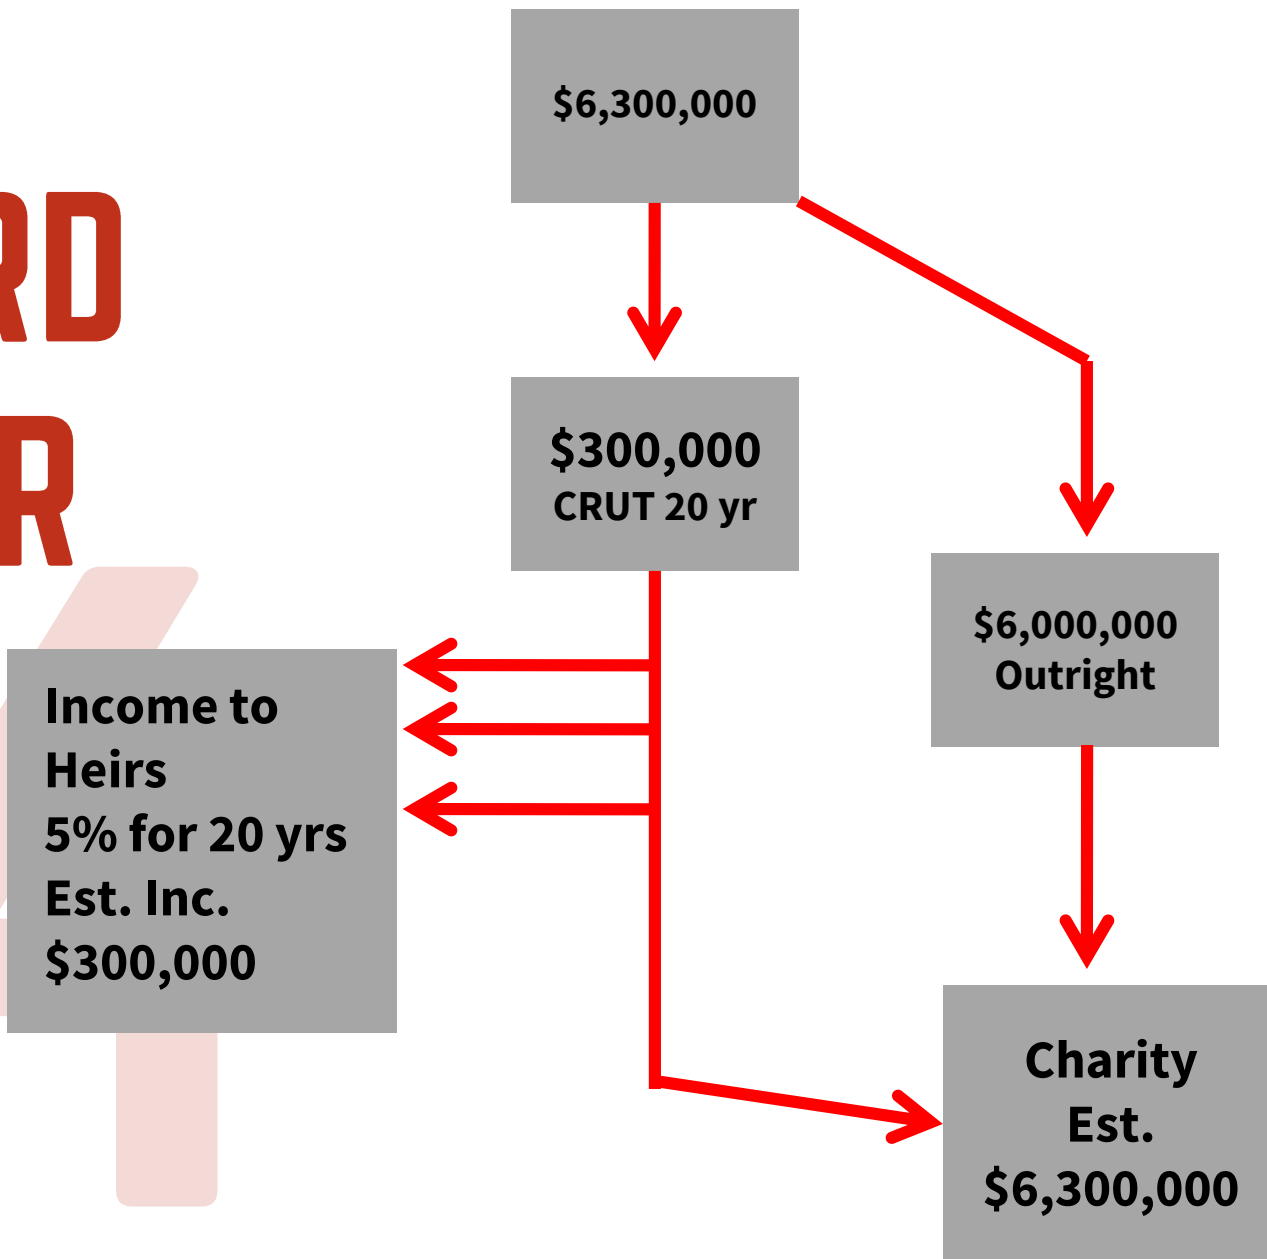 $6,300,000
RD
R
$300,000
CRUT 20 yr
$6,000,000
Outright
Income to
Heirs
5% for 20 yrs
Est. Inc.
$300,000
Charity
Est.
$6,300,000